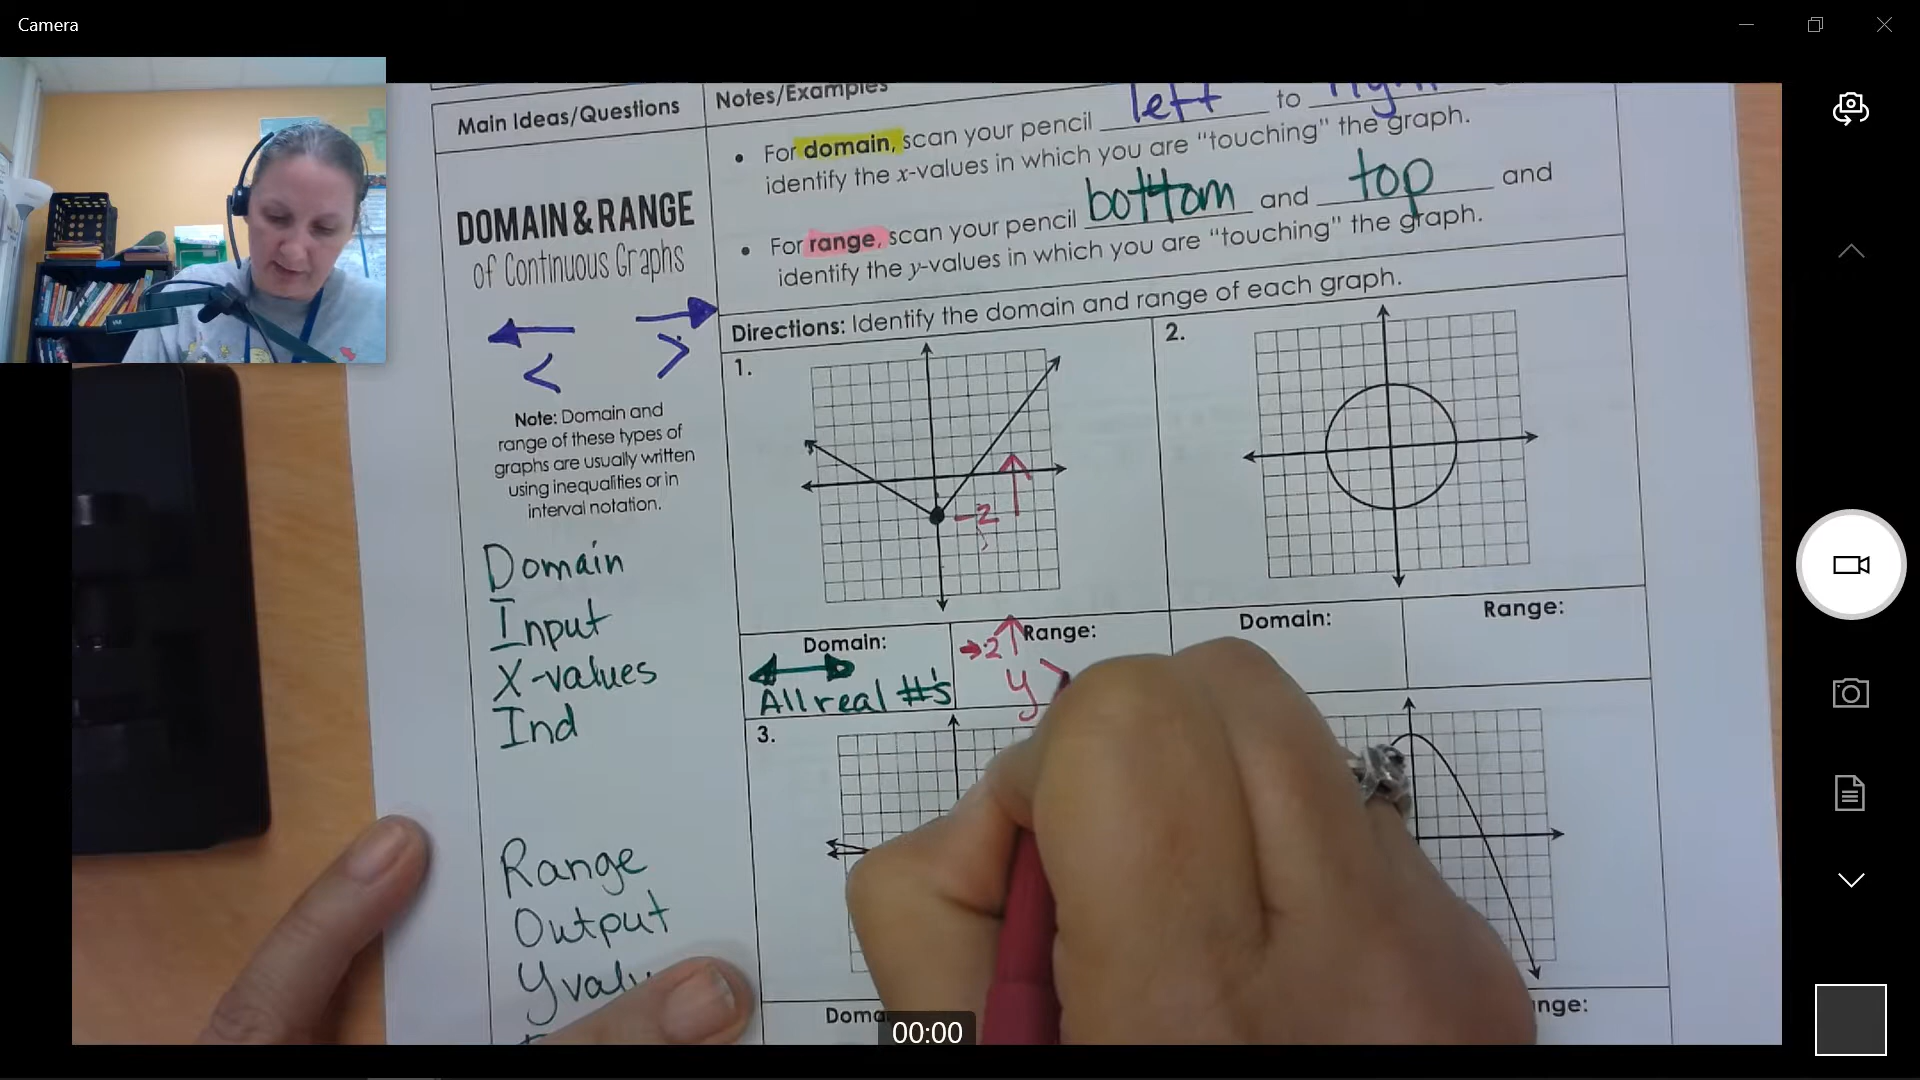 Camera
Main Ideas/Questions
Notes/Examples
• For domain, scan your pencil left to
identify the x-values in which you are "touching" the graph.
• For range, scan your pencil bottom and top and
identify the y-values in which you are "touching" the graph.
DOMAIN & RANGE
of Continuous Graphs
< >
Note: Domain and
range of these types of
graphs are usually written
using inequalities or in
interval notation.
Domain
Input
X-values
Ind
Range
Output
Directions: Identify the domain and range of each graph.
1.
-2
2.
Domain:
All real #'s
Range:
2
y >
Domain:
Range:
3.
00:00